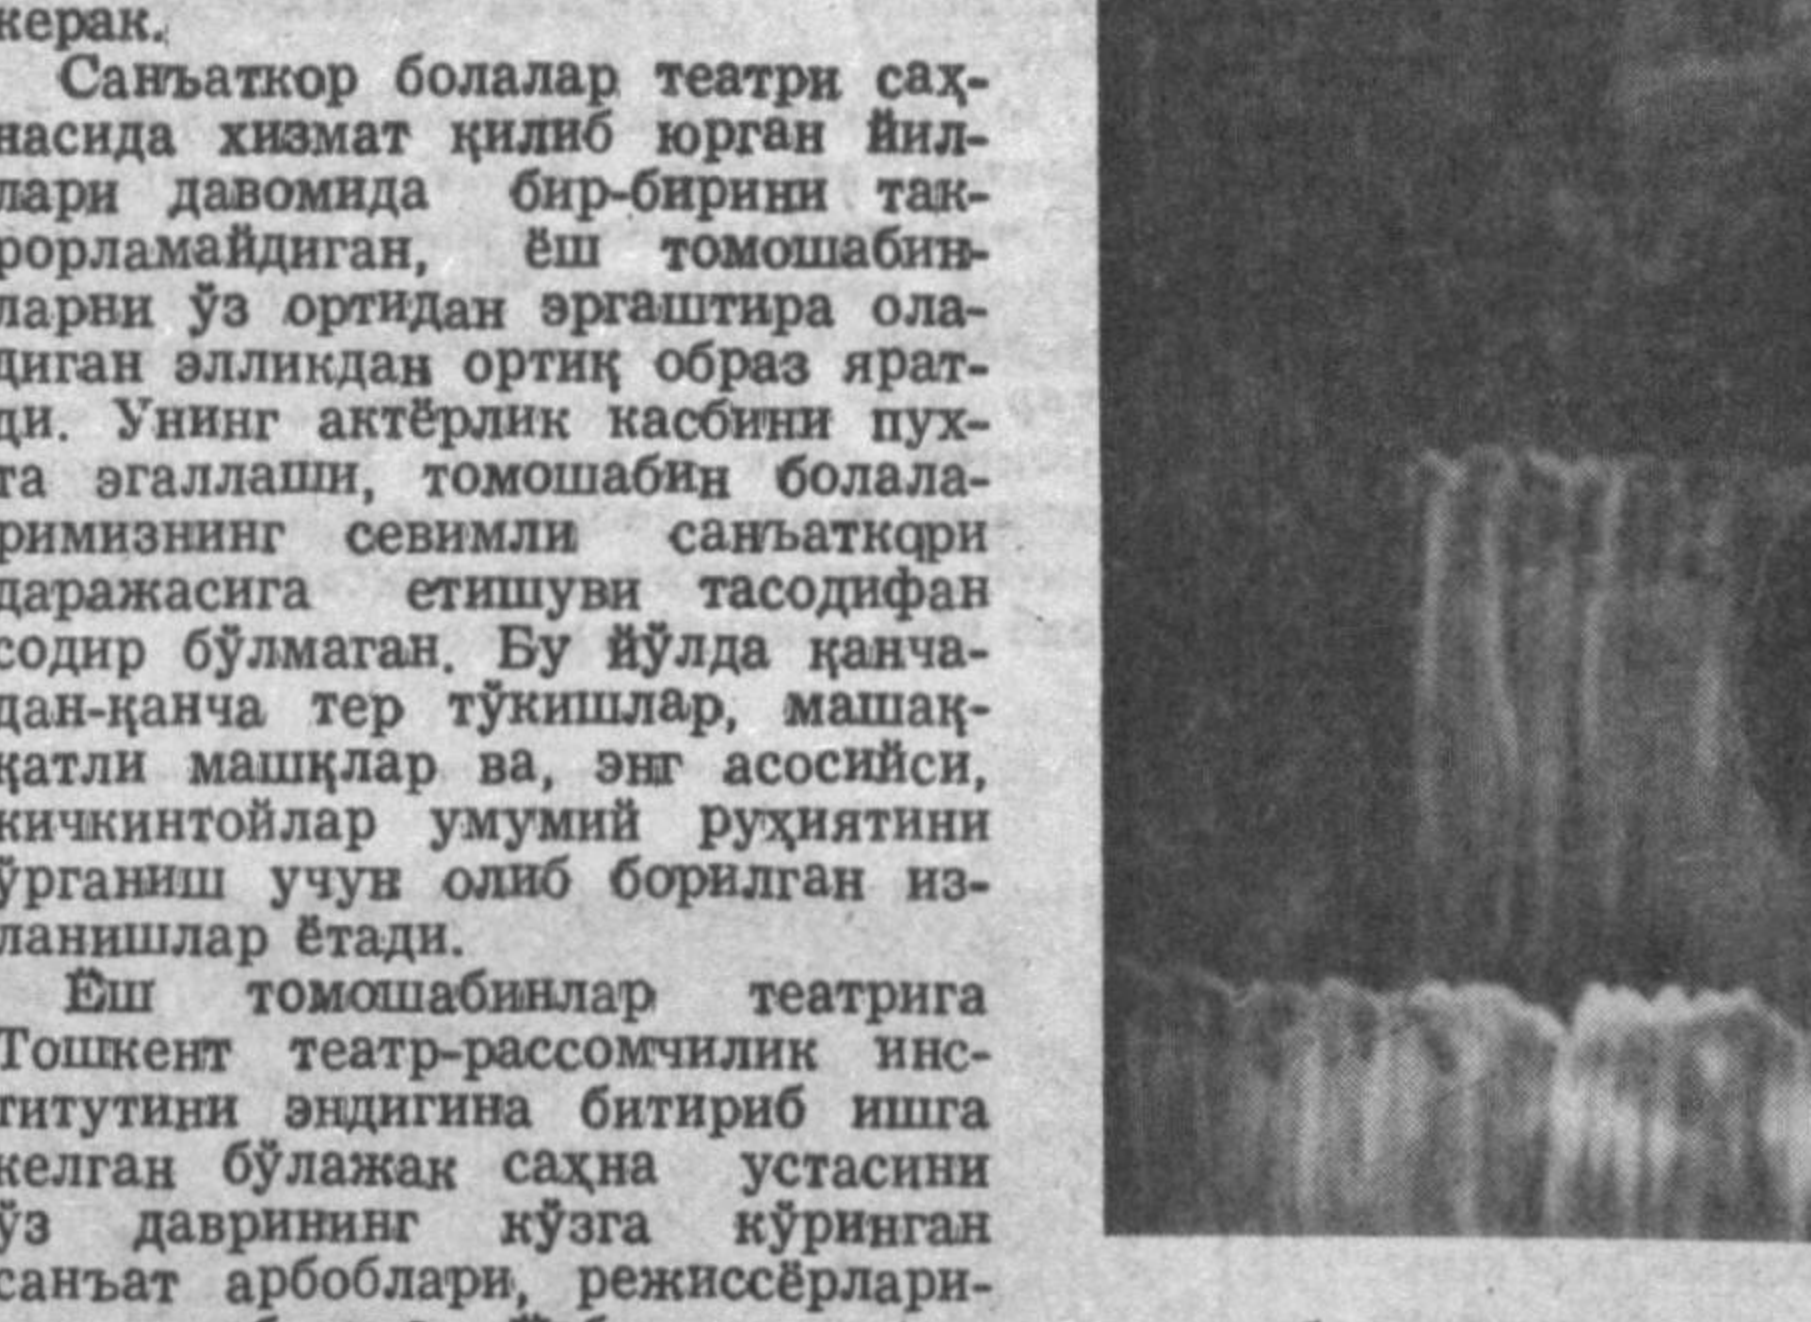 керак.
Санъаткор болалар театри саҳ-
насида хизмат қилиб юрган йил-
лари давомида бир-бирини так-
рорламайдиган, ёш томошабин-
ларни ўз ортидан эргаштира ола-
диган элликдан ортиқ образ ярат-
ди. Унинг актёрлик касбини пух-
та эгаллаши, томошабин болала-
римизнинг севимли санъаткори
даражасига етишуви тасодифан
содир бўлмаган. Бу йўлда қанча-
дан-қанча тер тўкишлар, машақ-
қатли машқлар ва, энг асосийси,
кичкинтойлар умумий руҳиятини
ўрганиш учун олиб борилган из-
ланишлар ётади.
Ёш томошабинлар театрига
Тошкент театр-рассомчилик инс-
титутини эндигина битириб ишга
келган бўлажак саҳна устасини
ўз даврининг кўзга кўринган
санъат арбоблари, режиссёрлари-